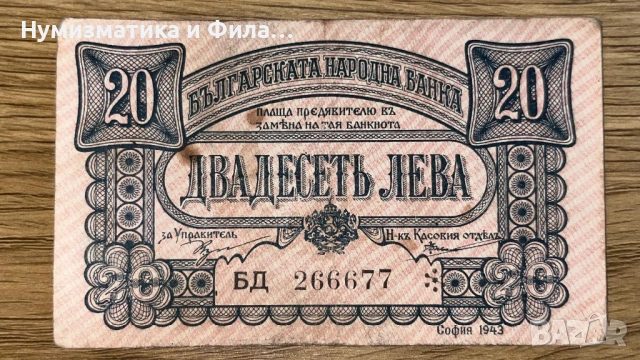 Нумизматика и Фила...
20 БЪЛГАРСКАТА НАРОДНА БАНКА 20
ПЛАЩА ПРЕДЯВИТЕЛЮ ВЪ
ЗАМѢНА НА ТАЯ БАНКНОТА
ДВАДЕСЕТЬ ЛЕВА
за Управитель Н-къ Касовия отдѣлъ
20 БД 266677 20
София 1943
bazar